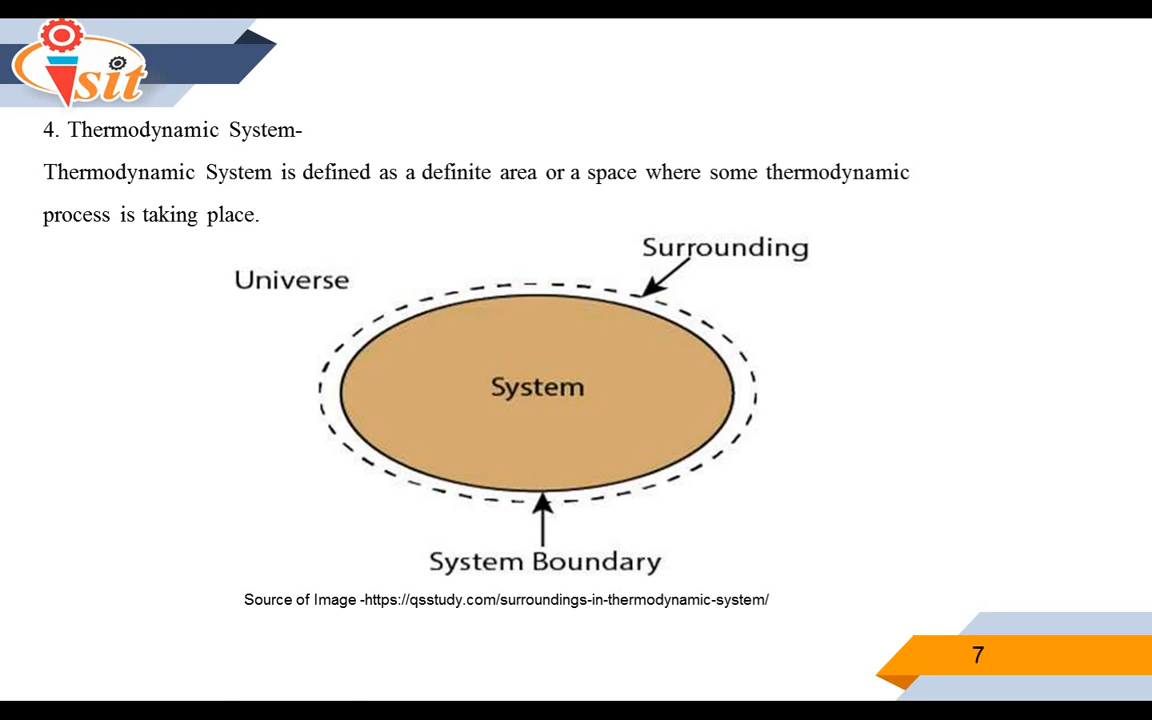 isit
4. Thermodynamic System-
Thermodynamic System is defined as a definite area or a space where some thermodynamic
process is taking place.
Surrounding
Universe
System
System Boundary
Source of Image -https://qsstudy.com/surroundings-in-thermodynamic-system/
7